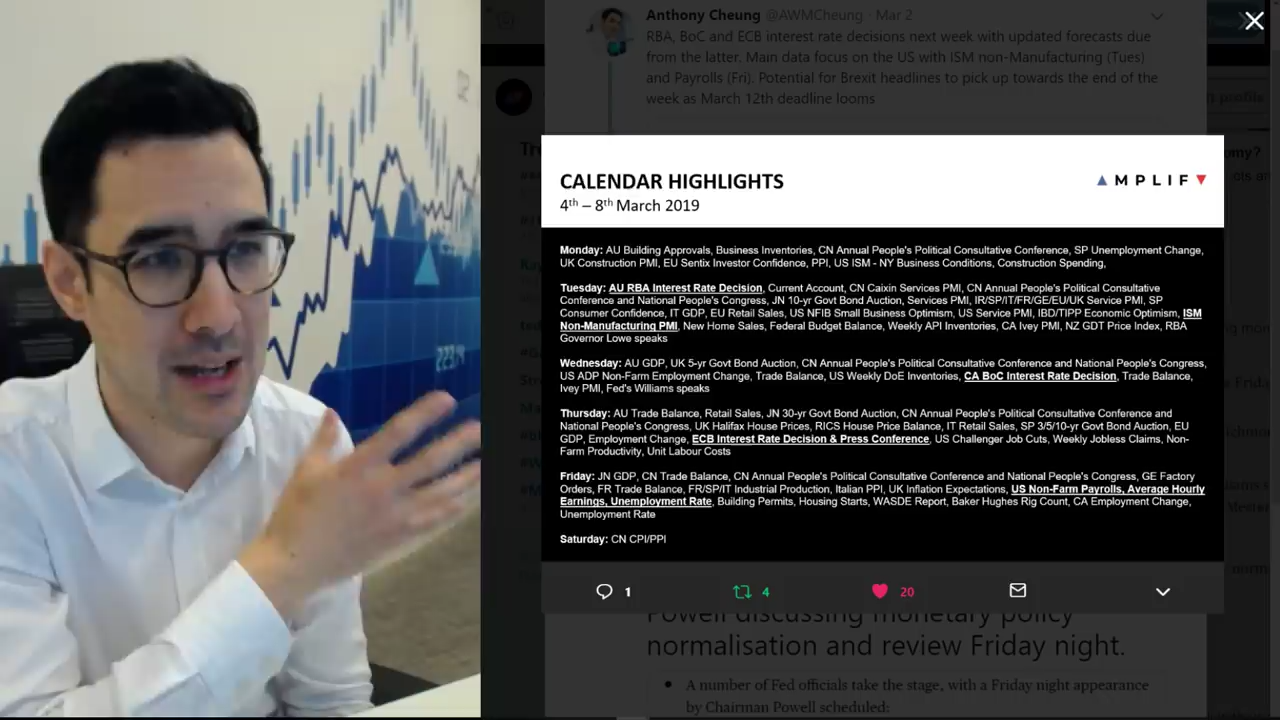 Anthony Cheung @AWMCheung · Mar 2
RBA, BoC and ECB interest rate decisions next week with updated forecasts due
from the latter. Main data focus on the US with ISM non-Manufacturing (Tues)
and Payrolls (Fri). Potential for Brexit headlines to pick up towards the end of the
week as March 12th deadline looms
CALENDAR HIGHLIGHTS
4th – 8th March 2019
▲MPLIF▼
Monday: AU Building Approvals, Business Inventories, CN Annual People's Political Consultative Conference, SP Unemployment Change,
UK Construction PMI, EU Sentix Investor Confidence, PPI, US ISM - NY Business Conditions, Construction Spending,
Tuesday: AU RBA Interest Rate Decision, Current Account, CN Caixin Services PMI, CN Annual People's Political Consultative
Conference and National People's Congress, JN 10-yr Govt Bond Auction, Services PMI, IR/SP/IT/FR/GE/EU/UK Service PMI, SP
Consumer Confidence, IT GDP, EU Retail Sales, US NFIB Small Business Optimism, US Service PMI, IBD/TIPP Economic Optimism, ISM
Non-Manufacturing PMI, New Home Sales, Federal Budget Balance, Weekly API Inventories, CA Ivey PMI, NZ GDT Price Index, RBA
Governor Lowe speaks
Wednesday: AU GDP, UK 5-yr Govt Bond Auction, CN Annual People's Political Consultative Conference and National People's Congress,
US ADP Non-Farm Employment Change, Trade Balance, US Weekly DoE Inventories, CA BoC Interest Rate Decision, Trade Balance,
Ivey PMI, Fed's Williams speaks
Thursday: AU Trade Balance, Retail Sales, JN 30-yr Govt Bond Auction, CN Annual People's Political Consultative Conference and
National People's Congress, UK Halifax House Prices, RICS House Price Balance, IT Retail Sales, SP 3/5/10-yr Govt Bond Auction, EU
GDP, Employment Change, ECB Interest Rate Decision & Press Conference, US Challenger Job Cuts, Weekly Jobless Claims, Non-
Farm Productivity, Unit Labour Costs
Friday: JN GDP, CN Trade Balance, CN Annual People's Political Consultative Conference and National People's Congress, GE Factory
Orders, FR Trade Balance, FR/SP/IT Industrial Production, Italian PPI, UK Inflation Expectations, US Non-Farm Payrolls, Average Hourly
Earnings, Unemployment Rate, Building Permits, Housing Starts, WASDE Report, Baker Hughes Rig Count, CA Employment Change,
Unemployment Rate
Saturday: CN CPI/PPI
1 4 20
Powell discussing monetary policy
normalisation and review Friday night.
• A number of Fed officials take the stage, with a Friday night appearance
by Chairman Powell scheduled: